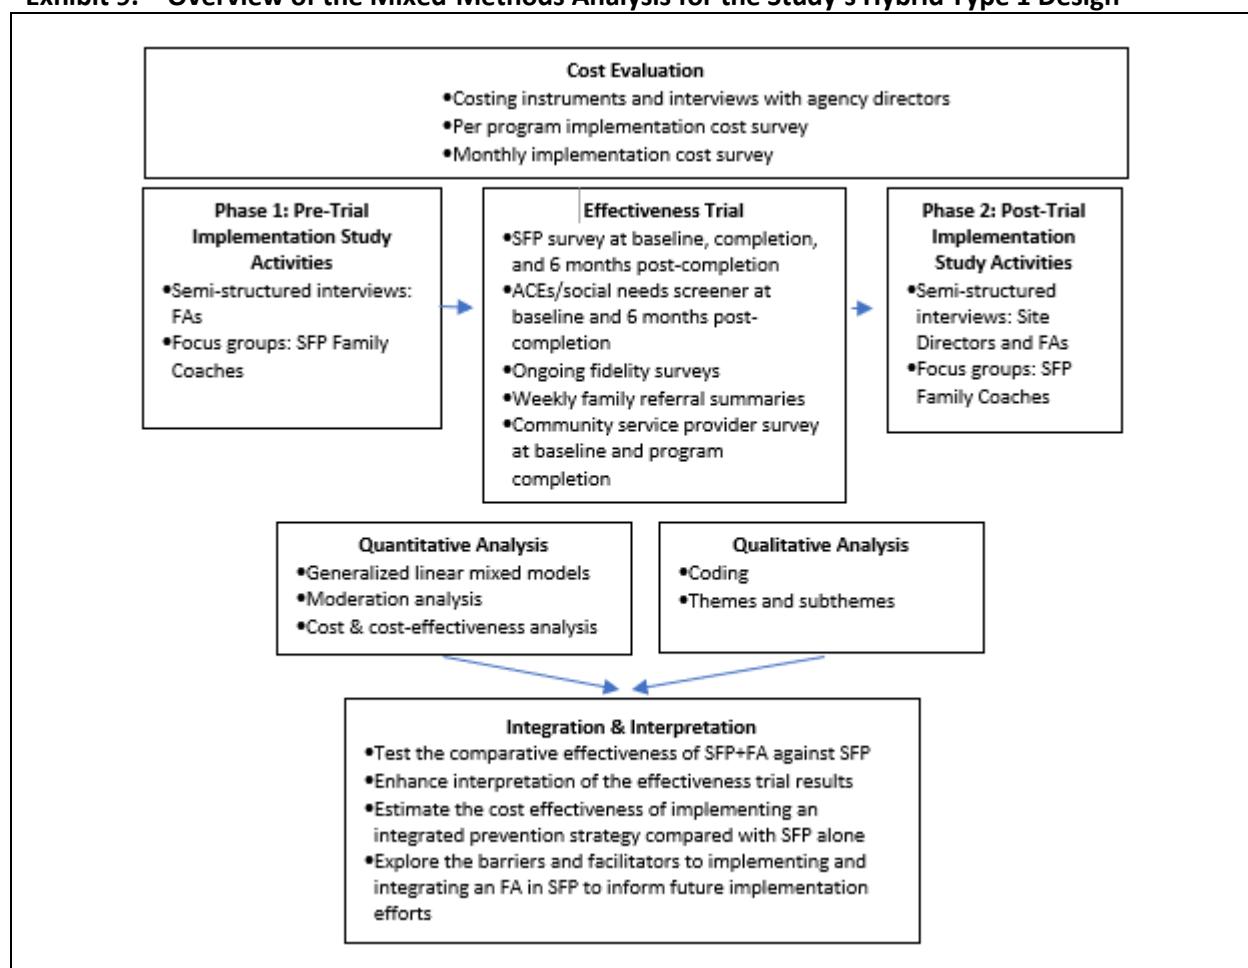 Exhibit 9. Overview of the Mixed-Methods Analysis for the Study's Hybrid Type 1 Design
Cost Evaluation
•Costing instruments and interviews with agency directors
•Per program implementation cost survey
•Monthly implementation cost survey
Phase 1: Pre-Trial
Implementation Study
Activities
•Semi-structured interviews:
FAs
•Focus groups: SFP Family
Coaches
Effectiveness Trial
•SFP survey at baseline, completion,
and 6 months post-completion
•ACEs/social needs screener at
baseline and 6 months post-
completion
•Ongoing fidelity surveys
•Weekly family referral summaries
•Community service provider survey
at baseline and program
completion
Phase 2: Post-Trial
Implementation
Study Activities
•Semi-structured
interviews: Site
Directors and FAs
•Focus groups: SFP
Family Coaches
Quantitative Analysis
•Generalized linear mixed models
•Moderation analysis
•Cost & cost-effectiveness analysis
Qualitative Analysis
•Coding
•Themes and subthemes
Integration & Interpretation
•Test the comparative effectiveness of SFP+FA against SFP
•Enhance interpretation of the effectiveness trial results
•Estimate the cost effectiveness of implementing an
integrated prevention strategy compared with SFP alone
•Explore the barriers and facilitators to implementing and
integrating an FA in SFP to inform future implementation
efforts